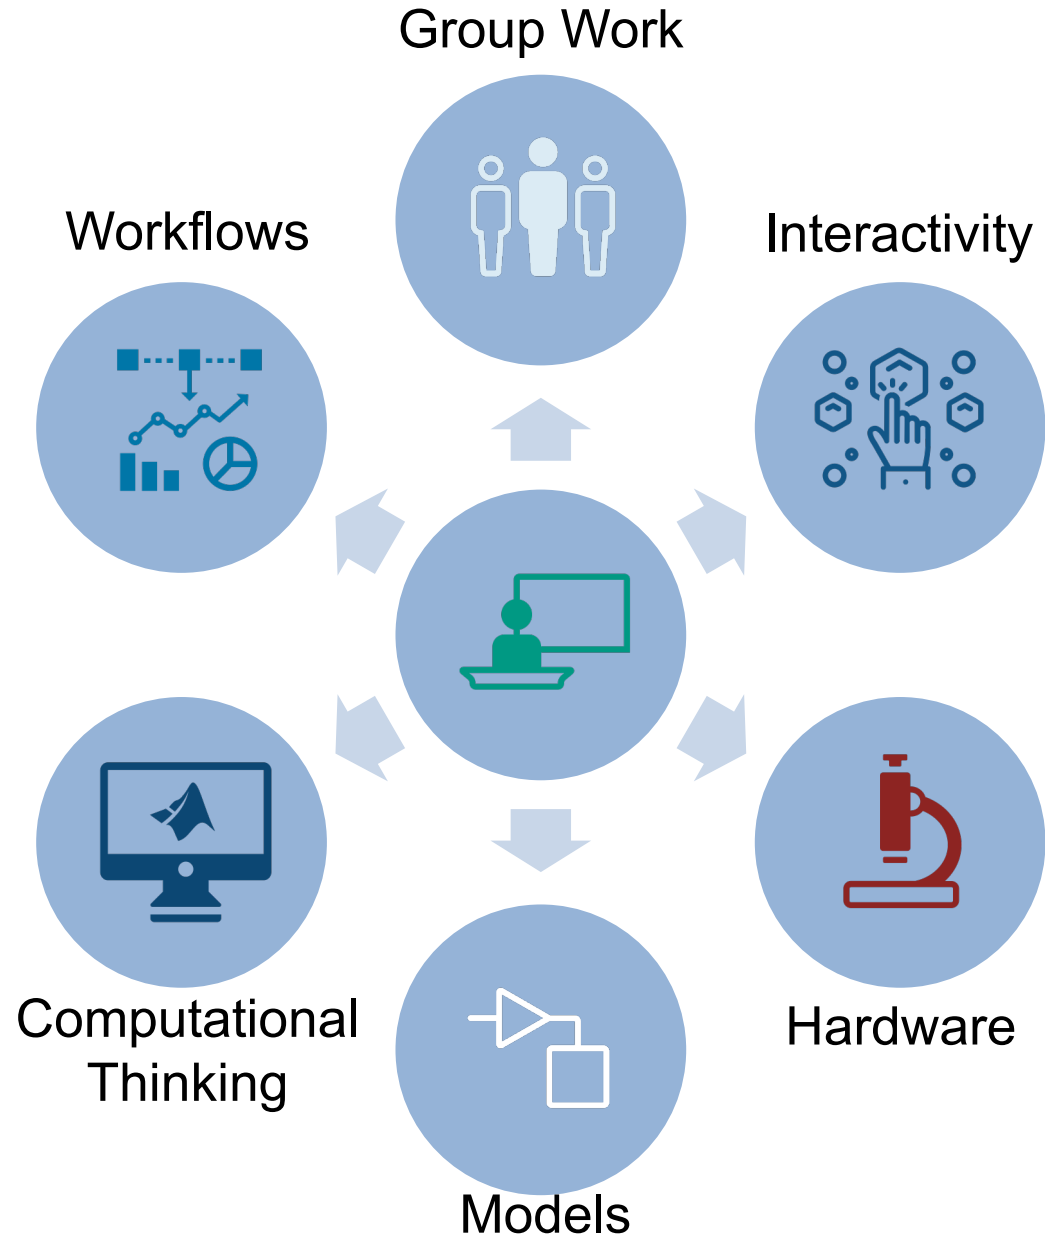 Group Work
Workflows
Interactivity
Computational
Thinking
Hardware
Models